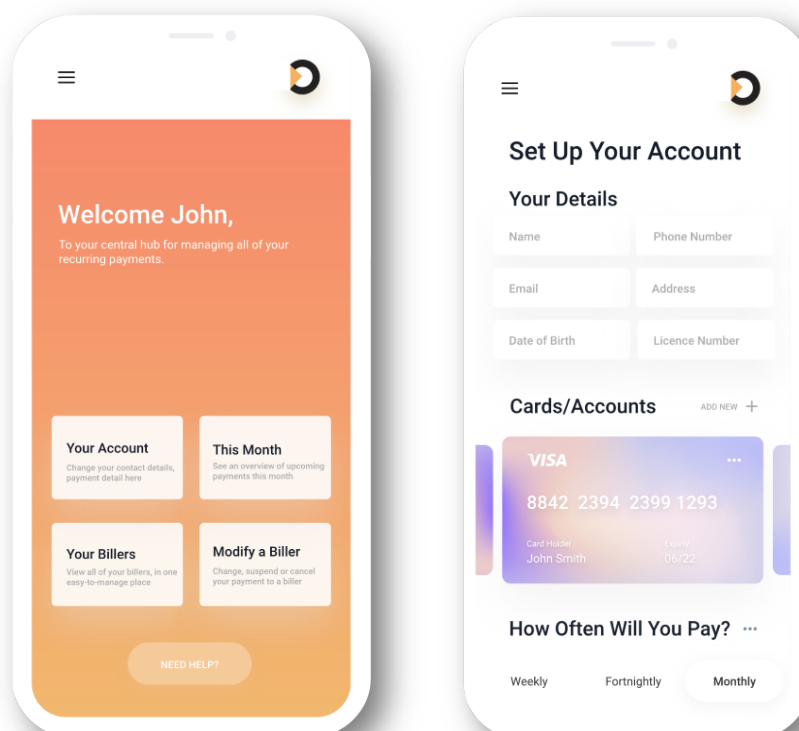 Welcome John,
To your central hub for managing all of your
recurring payments.
Your Account
Change your contact details,
payment detail here
This Month
See an overview of upcoming
payments this month
Your Billers
View all of your billers, in one
easy-to-manage place
Modify a Biller
Change, suspend or cancel
your payment to a biller
NEED HELP?
Set Up Your Account
Your Details
Name
Phone Number
Email
Address
Date of Birth
Licence Number
Cards/Accounts
ADD NEW +
VISA
8842 2394 2399 1293
Card Holder
Expiry
John Smith
06/22
How Often Will You Pay?
Weekly
Fortnightly
Monthly